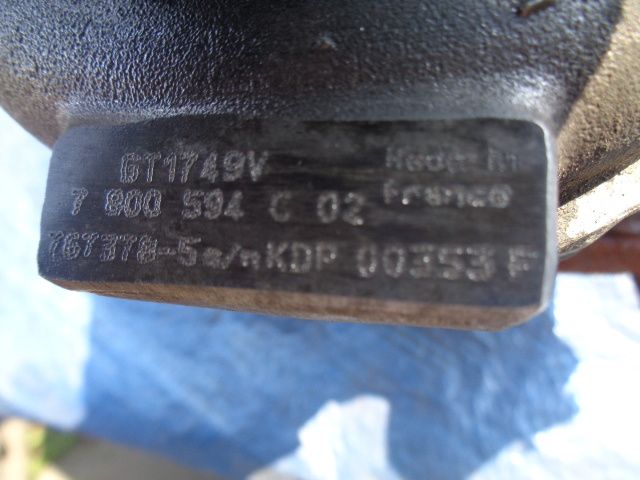 GT1749V Made in
7 800 594 C 02 France
767378-5 s/n KDP 00353 F